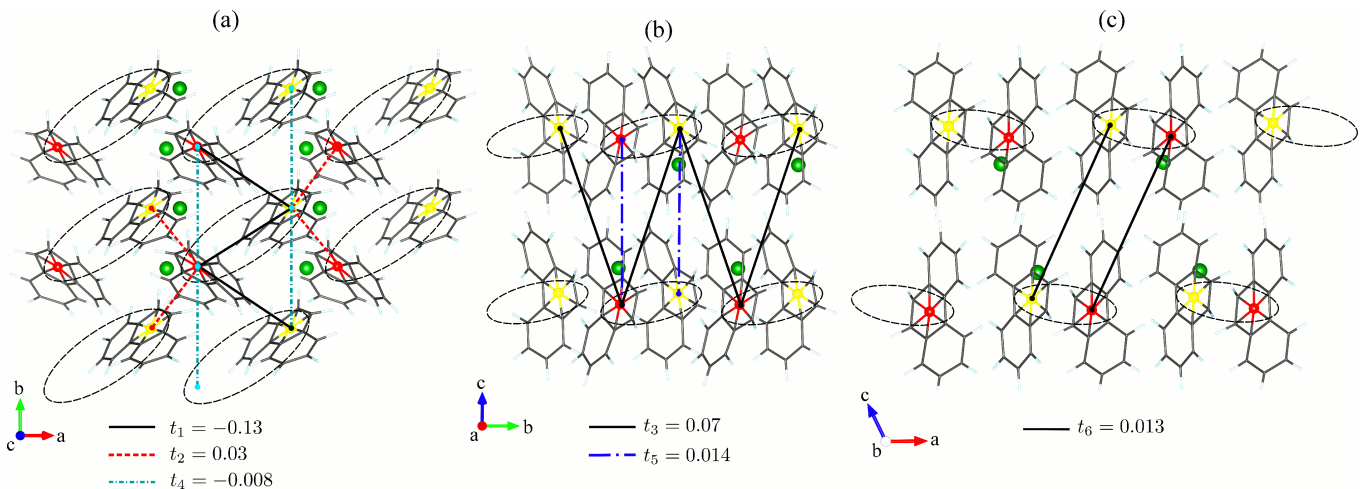 (a)
(b)
(c)
b
c
a
t₁ = −0.13
t₂ = 0.03
t₄ = −0.008
c
a
b
t₃ = 0.07
t₅ = 0.014
c
b
a
t₆ = 0.013